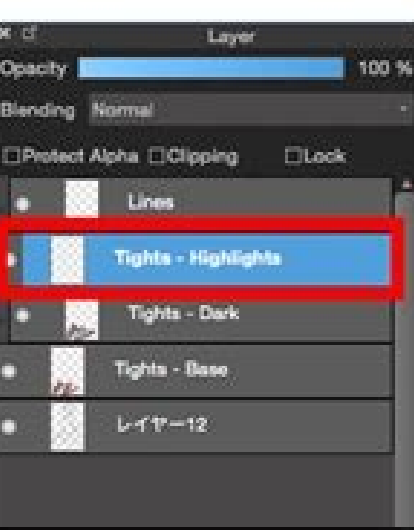 Layer
Opacity 100 %
Blending Normal
Protect Alpha Clipping Lock
Lines
Tights - Highlights
Tights - Dark
Tights - Base
レイヤー12